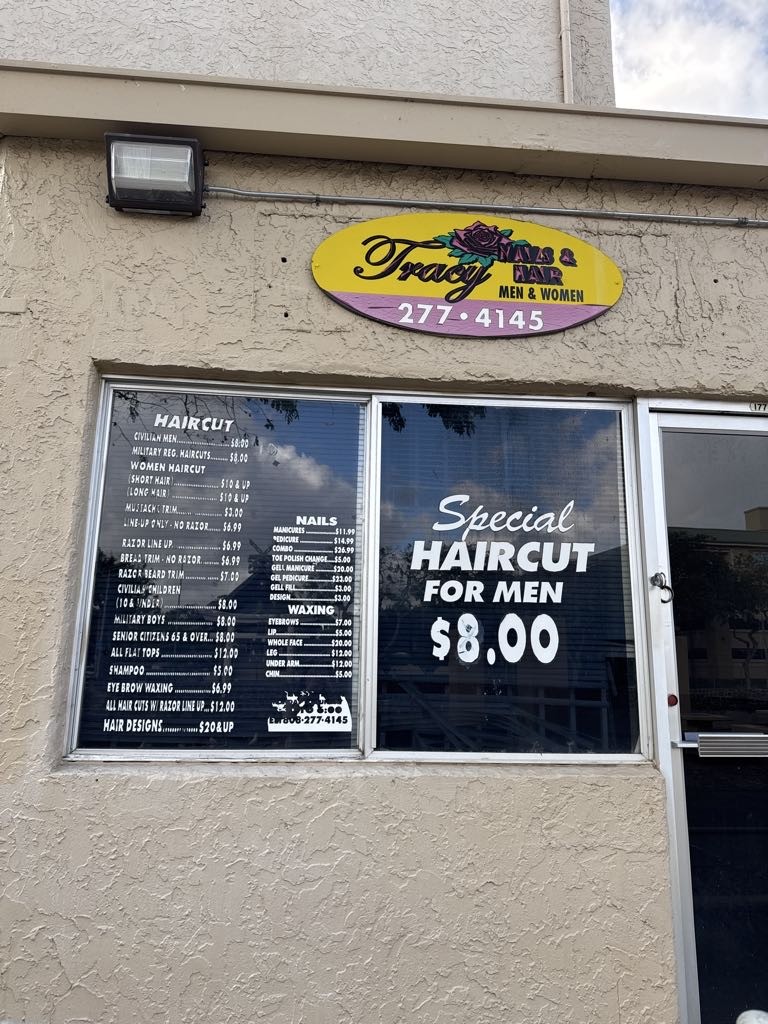 Tracy NAILS & HAIR
MEN & WOMEN
277 • 4145
177
HAIRCUT
CIVILIAN MEN.....................$8.00
MILITARY REG. HAIRCUTS......$8.00
WOMEN HAIRCUT
(SHORT HAIR)....................$10 & UP
(LONG HAIR)....................$10 & UP
MUSTACH TRIM.................$3.00
LINE-UP ONLY - NO RAZOR.....$6.99
RAZOR LINE UP..................$6.99
BREAD TRIM - NO RAZOR......$6.99
RAZOR BEARD TRIM..........$7.00
CIVILIAN CHILDREN
(10 & UNDER)...............$8.00
MILITARY BOYS..............$8.00
SENIOR CITIZENS 65 & OVER...$8.00
ALL FLAT TOPS................$12.00
SHAMPOO....................$3.00
EYE BROW WAXING...........$6.99
ALL HAIR CUTS W/ RAZOR LINE UP...$12.00
HAIR DESIGNS............$20&UP
NAILS
MANICURES..........$11.99
PEDICURE............$14.99
COMBO...............$26.99
TOE POLISH CHANGE.....$5.00
GELL MANICURE.......$20.00
GEL PEDICURE........$33.00
GELL FILL............$3.00
DESIGN...............$3.00
WAXING
EYEBROWS...........$7.00
LIP....................$5.00
WHOLE FACE..........$20.00
LEG..................$12.00
UNDER ARM..........$12.00
CHIN.................$5.00
808-277-4145
Special
HAIRCUT
FOR MEN
$8.00